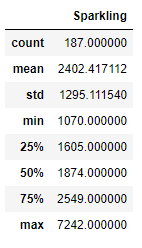 Sparkling
count 187.000000
mean 2402.417112
std 1295.111540
min 1070.000000
25% 1605.000000
50% 1874.000000
75% 2549.000000
max 7242.000000